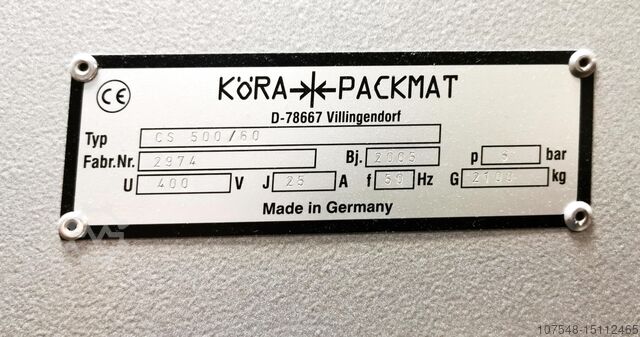 CE
KÖRA PACKMAT
D-78667 Villingendorf
Typ CS 500/60
Fabr.Nr. 2974 Bj. 2005 p 6 bar
U 400 V J 25 A f 50 Hz G 2100 kg
Made in Germany
107548-15112465